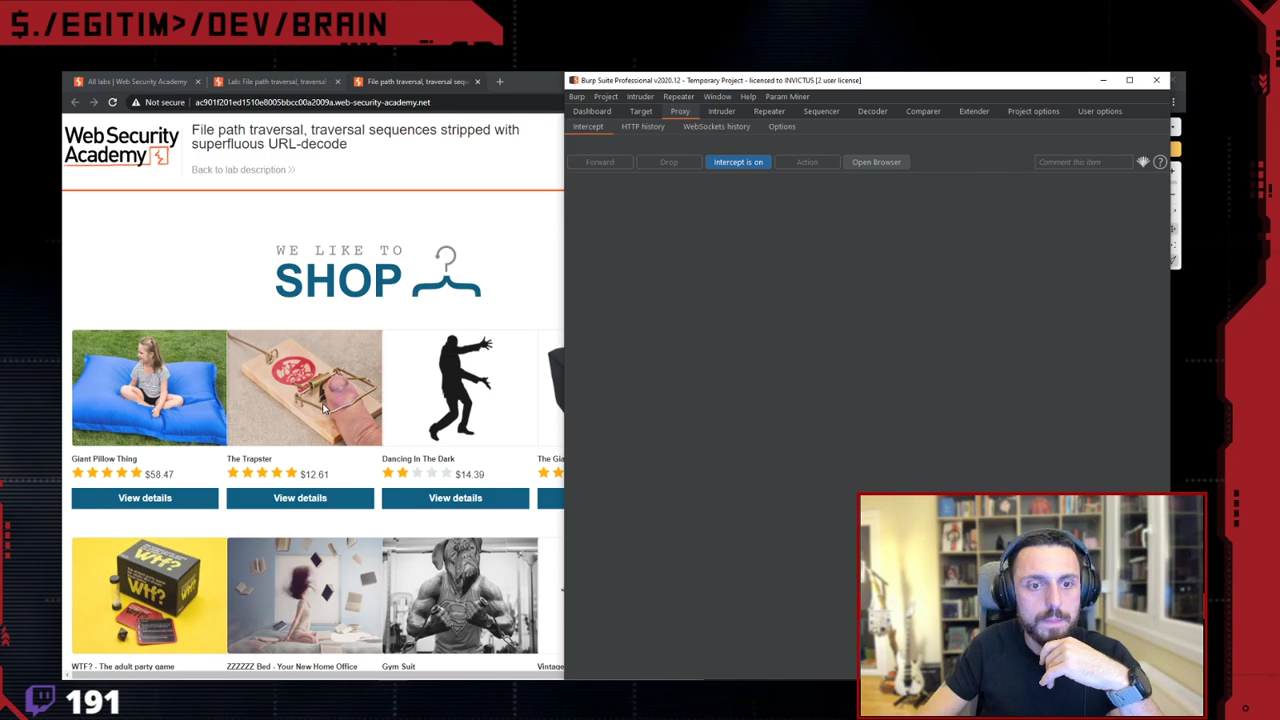 $./EGITIM>/DEV/BRAIN
All labs | Web Security Academy
Lab: File path traversal, traversal
File path traversal, traversal sequ
Not secure
ac901f201ed1510e8005bbcc00a2009a.web-security-academy.net
Web Security
Academy
File path traversal, traversal sequences stripped with
superfluous URL-decode
Back to lab description
WE LIKE TO
SHOP
Giant Pillow Thing
$58.47
View details
The Trapster
$12.61
View details
Dancing In The Dark
$14.39
View details
The Gia
WTF? - The adult party game
ZZZZZZ Bed - Your New Home Office
Gym Suit
Vintage
Burp Suite Professional v2020.12 - Temporary Project - licensed to INVICTUS [2 user license]
Burp Project Intruder Repeater Window Help Param Miner
Dashboard Target Proxy Intruder Repeater Sequencer Decoder Comparer Extender Project options User options
Intercept HTTP history WebSockets history Options
Forward Drop Intercept is on Action Open Browser Comment this item ?
191